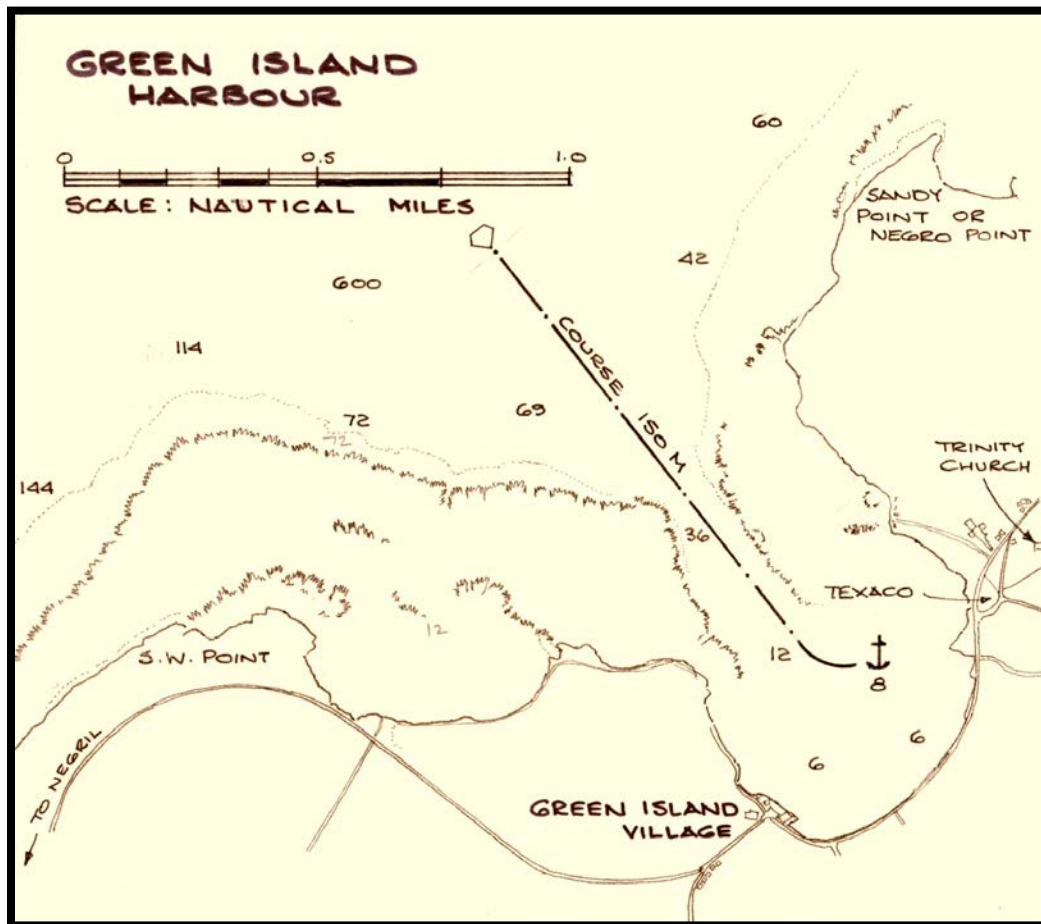 GREEN ISLAND
HARBOUR
0 0.5 1.0
SCALE: NAUTICAL MILES
60
SANDY
POINT OR
NEGRO POINT
42
600
COURSE 150 M
114
69
72
72
TRINITY
CHURCH
144
36
TEXACO
12
S.W. POINT
12
8
6
6
TO NEGRIL
GREEN ISLAND
VILLAGE